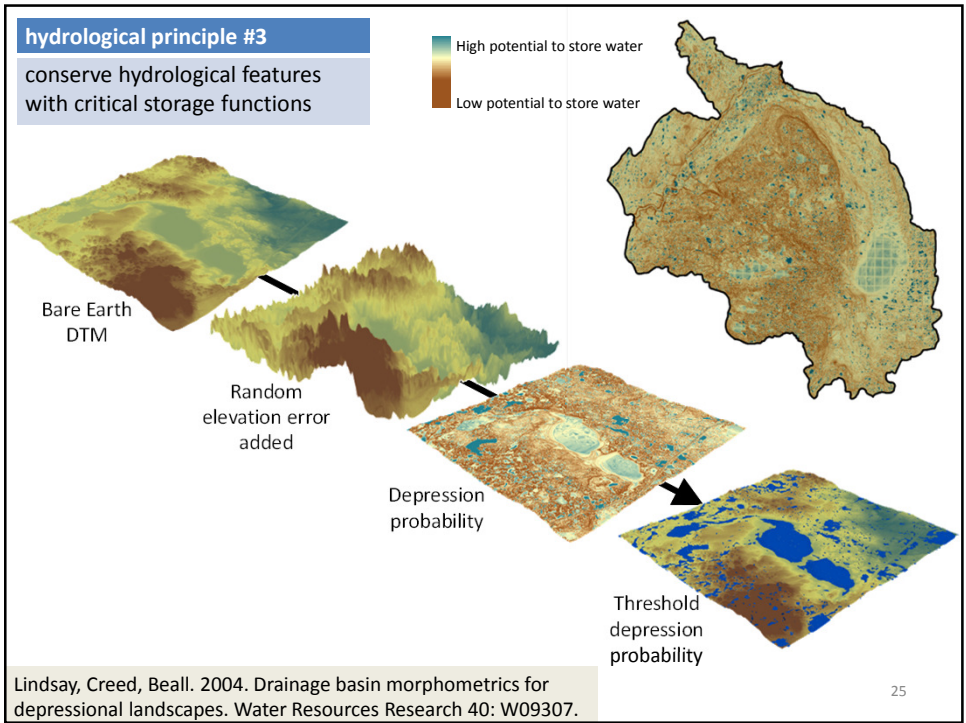 hydrological principle #3
conserve hydrological features
with critical storage functions
High potential to store water
Low potential to store water
Bare Earth
DTM
Random
elevation error
added
Depression
probability
Threshold
depression
probability
Lindsay, Creed, Beall. 2004. Drainage basin morphometrics for
depressional landscapes. Water Resources Research 40: W09307.
25